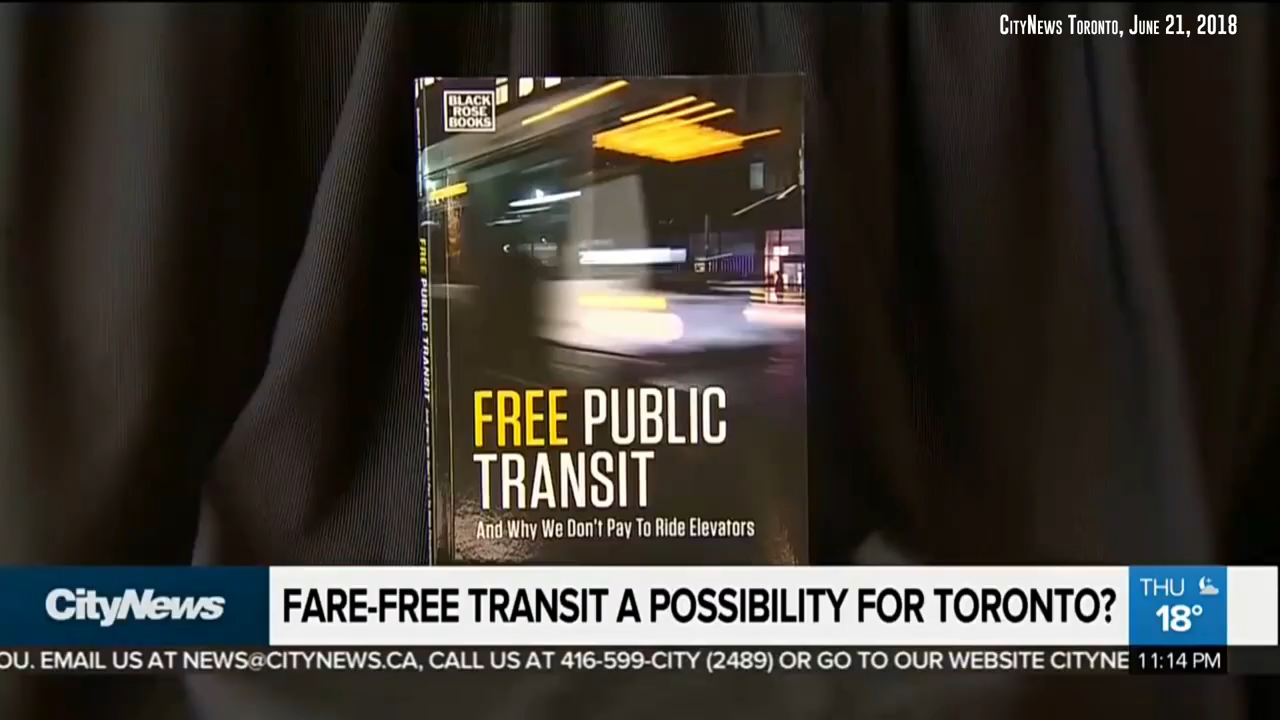 CityNews Toronto, June 21, 2018
BLACK
ROSE
BOOKS
FREE PUBLIC TRANSIT
FREE PUBLIC
TRANSIT
And Why We Don't Pay To Ride Elevators
CityNews
FARE-FREE TRANSIT A POSSIBILITY FOR TORONTO?
THU
18°
OU. EMAIL US AT NEWS@CITYNEWS.CA, CALL US AT 416-599-CITY (2489) OR GO TO OUR WEBSITE CITYNE
11:14 PM